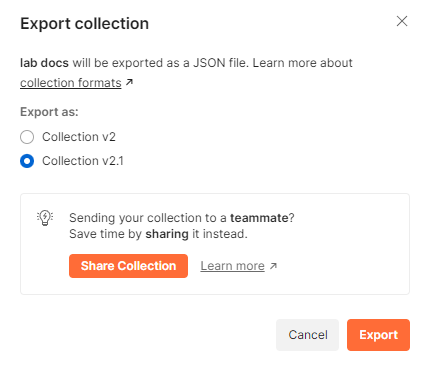 Export collection
lab docs will be exported as a JSON file. Learn more about
collection formats ↗
Export as:
Collection v2
Collection v2.1
Sending your collection to a teammate?
Save time by sharing it instead.
Share Collection
Learn more ↗
Cancel
Export